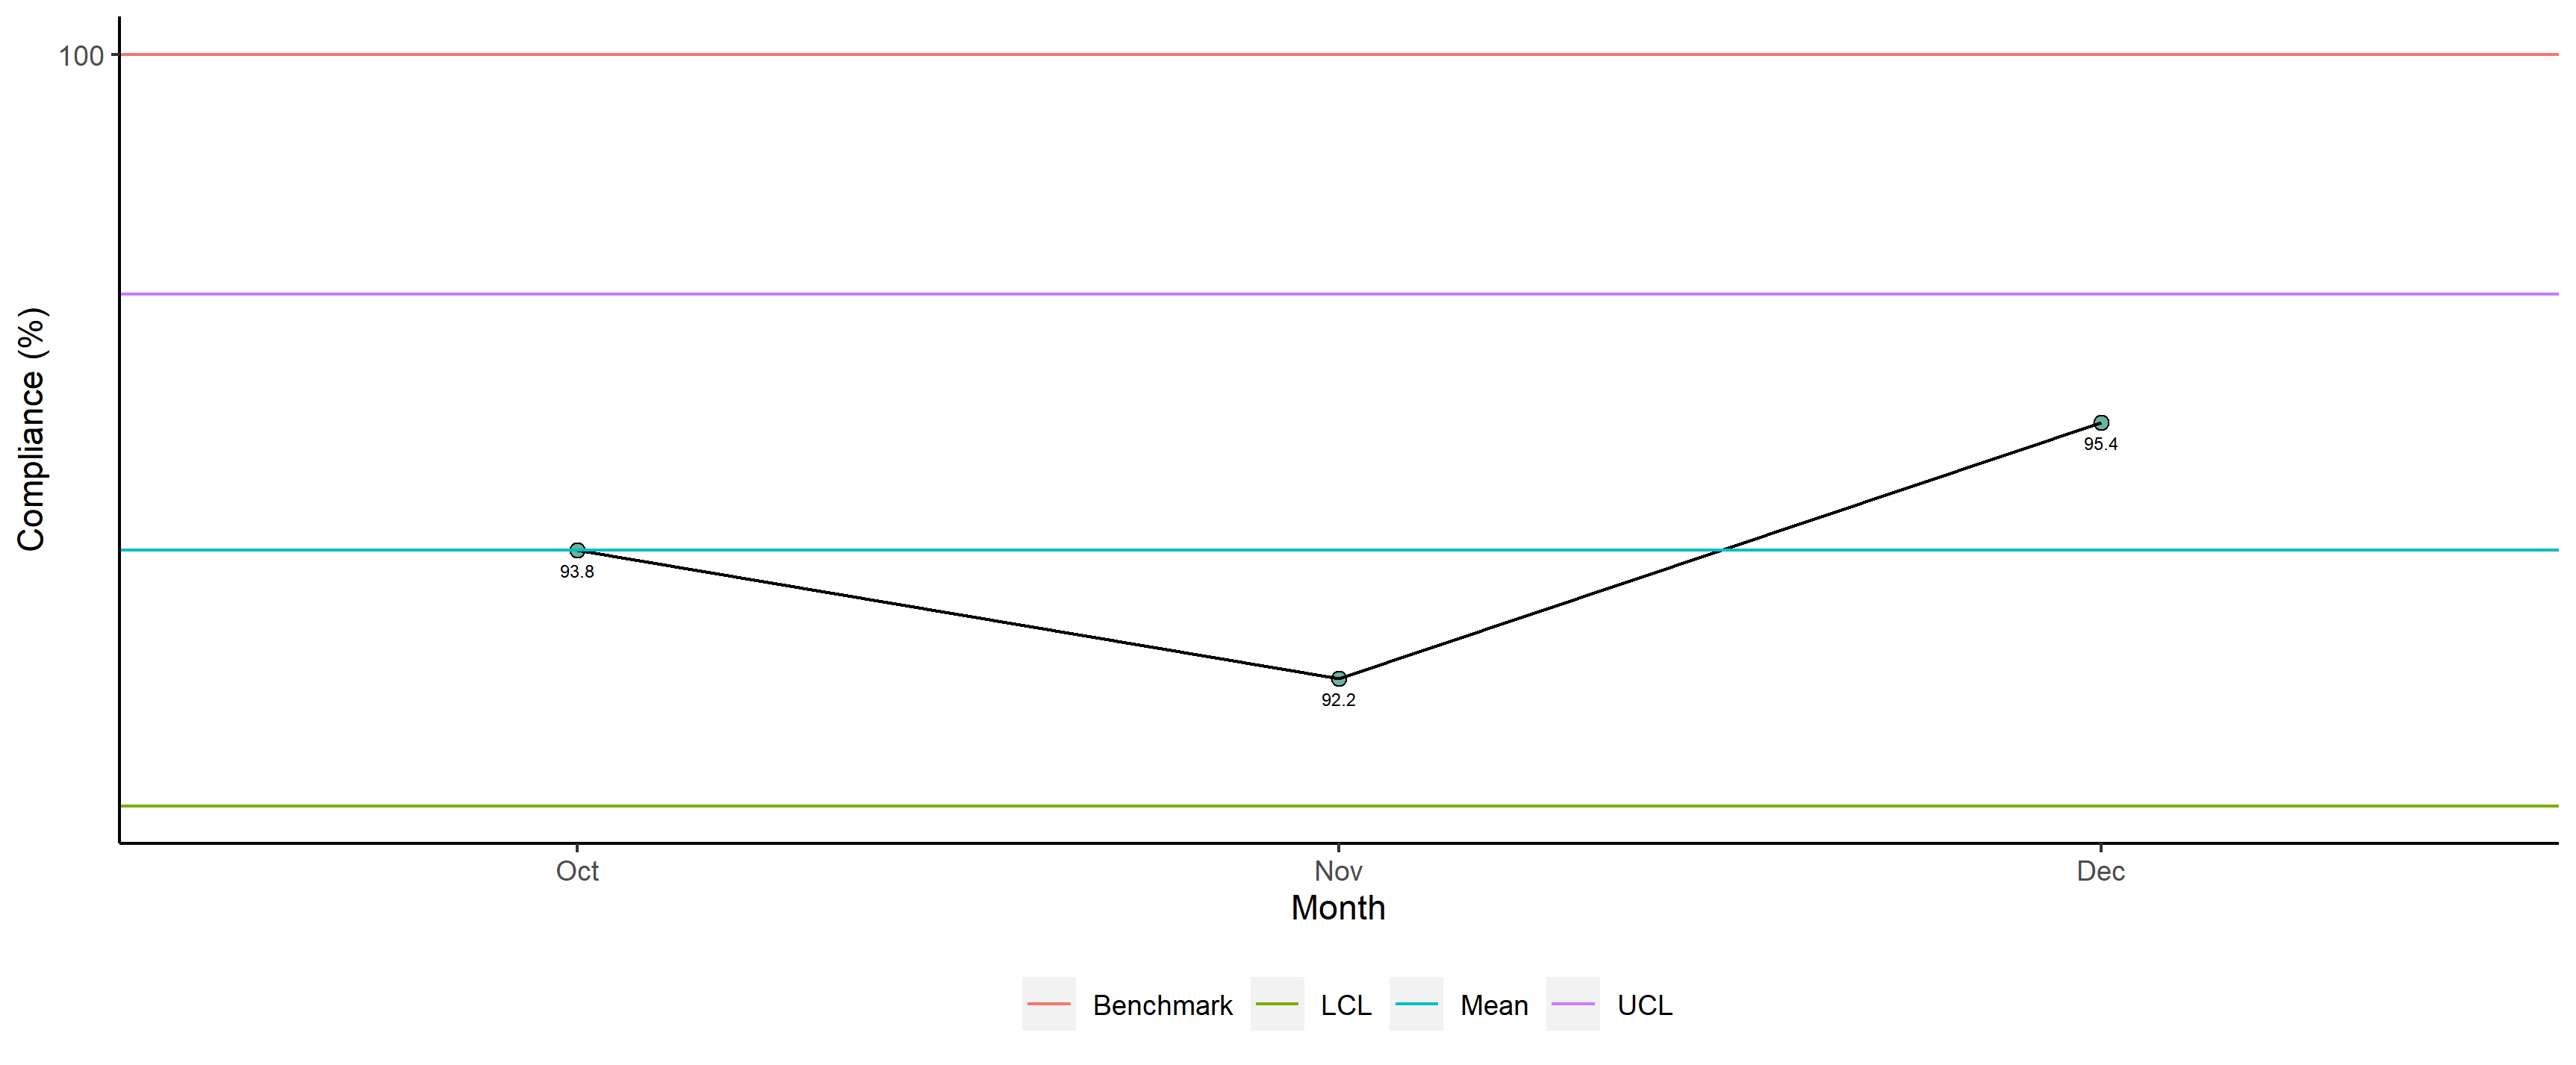 100
Compliance (%)
93.8
92.2
95.4
Oct Nov Dec
Month
Benchmark LCL Mean UCL